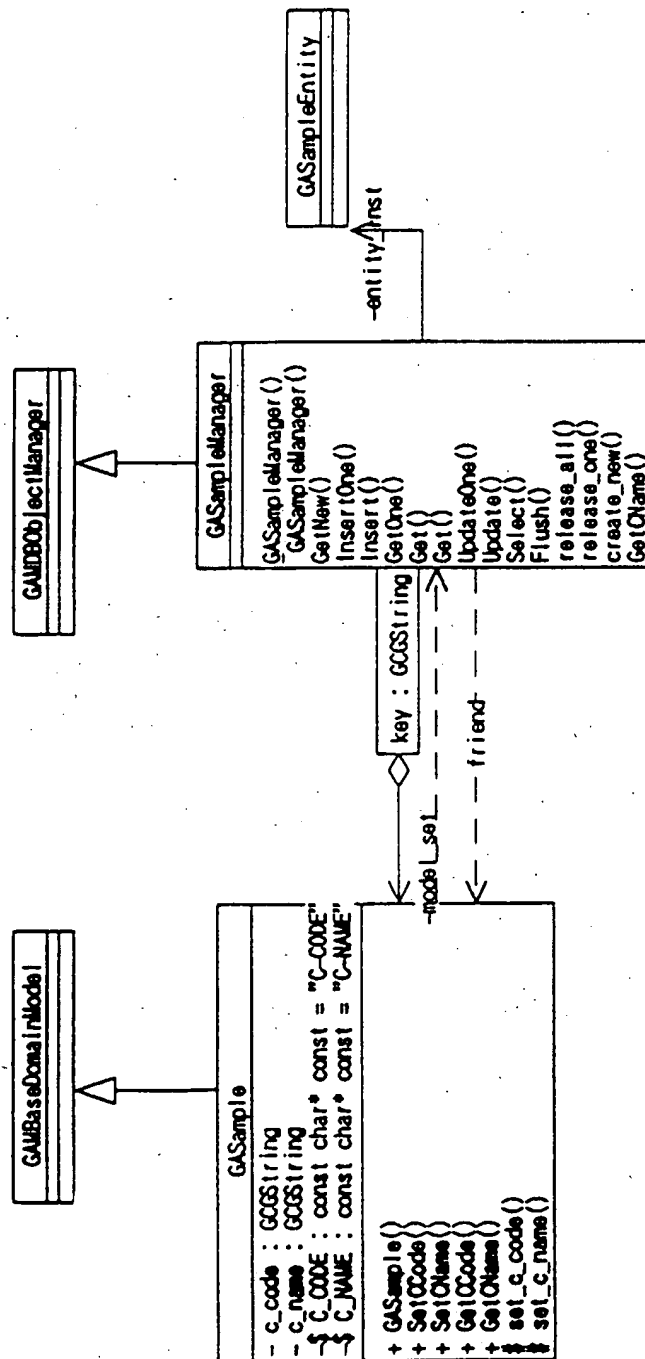 GAMBaseDomainModel
GASample
- c_code : GCGString
- c_name : GCGString
-$ C_CODE : const char* const = "C-CODE"
-$ C_NAME : const char* const = "C-NAME"
+ GASample()
+ SetCCode()
+ SetCName()
+ GetCCode()
+ GetCName()
# set_c_code()
# set_c_name()
-model_set
friend
key : GCGString
GAMDBObjectManager
GASampleManager
GASampleManager()
GASampleManager()
GetNew()
InsertOne()
Insert()
GetOne()
Get()
Get()
UpdateOne()
Update()
Select()
Flush()
release_all()
release_one()
create_new()
GetCName()
-entity_inst
GASampleEntity